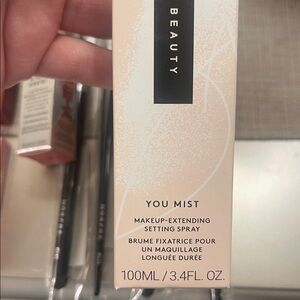 BEAUTY
YOU MIST
MAKEUP-EXTENDING
SETTING SPRAY
BRUME FIXATRICE POUR
UN MAQUILLAGE
LONGUÉE DURÉE
100ML / 3.4FL. OZ.